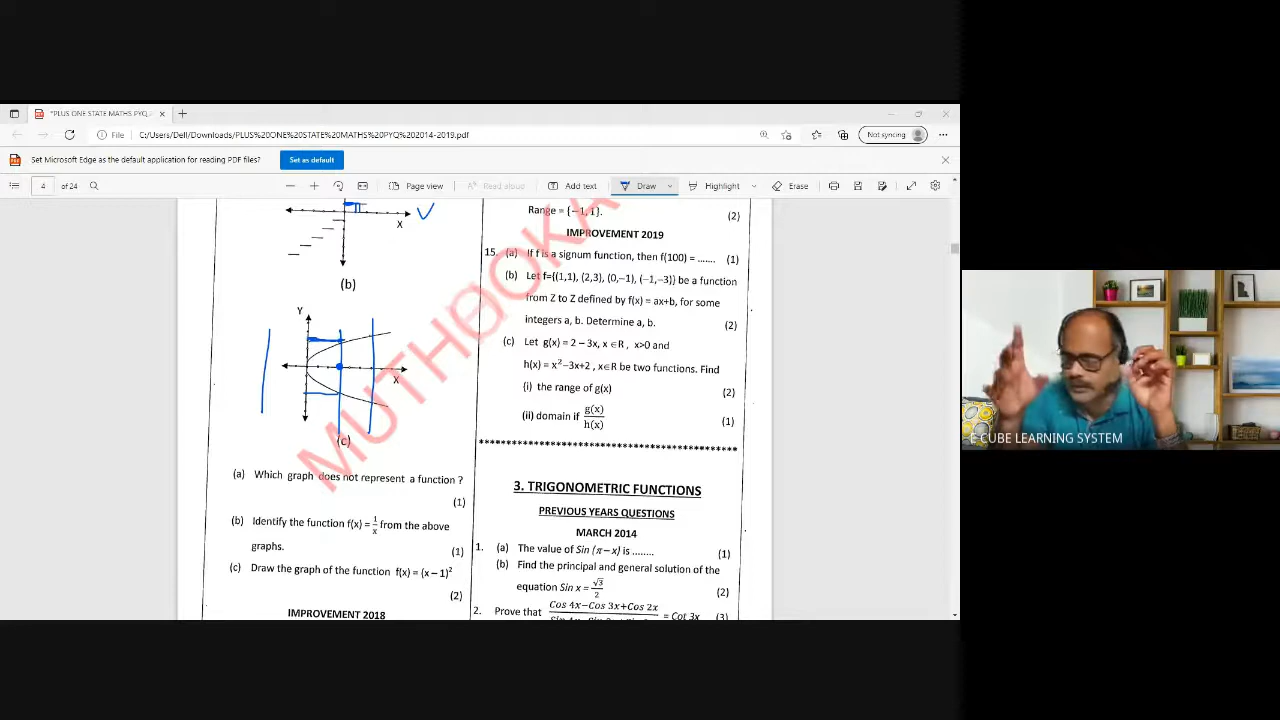 *PLUS ONE STATE MATHS PYQ
Not syncing
File
C:/Users/Dell/Downloads/PLUS%20ONE%20STATE%20MATHS%20PYQ%202014-2019.pdf
Set Microsoft Edge as the default application for reading PDF files?
Set as default
4 of 24
Page view
Read aloud
Add text
Draw
Highlight
Erase
X
(b)
Y
X
(c)
(a) Which graph does not represent a function ?
(1)
(b) Identify the function f(x) = 1/x from the above
graphs.
(1)
(c) Draw the graph of the function f(x) = (x − 1)²
(2)
IMPROVEMENT 2018
Range = {−1,1}.
(2)
IMPROVEMENT 2019
15. (a) If f is a signum function, then f(100) = ....... (1)
(b) Let f={(1,1), (2,3), (0,−1), (−1,−3)} be a function
from Z to Z defined by f(x) = ax+b, for some
integers a, b. Determine a, b. (2)
(c) Let g(x) = 2 − 3x, x ∈R, x>0 and
h(x) = x²−3x+2 , x∈R be two functions. Find
(i) the range of g(x) (2)
(ii) domain if g(x)/h(x) (1)
**************************************************
3. TRIGONOMETRIC FUNCTIONS
PREVIOUS YEARS QUESTIONS
MARCH 2014
1. (a) The value of Sin (π − x) is ........ (1)
(b) Find the principal and general solution of the
equation Sin x = √3/2 (2)
2. Prove that Cos 4x−Cos 3x+Cos 2x = Cot 3x (3)
MUTHOOKA
E CUBE LEARNING SYSTEM